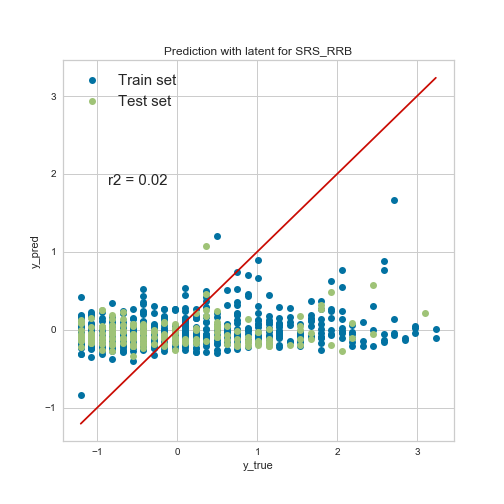 Prediction with latent for SRS_RRB
Train set
Test set
r2 = 0.02
3
2
1
0
−1
y_pred
−1
0
1
2
3
y_true